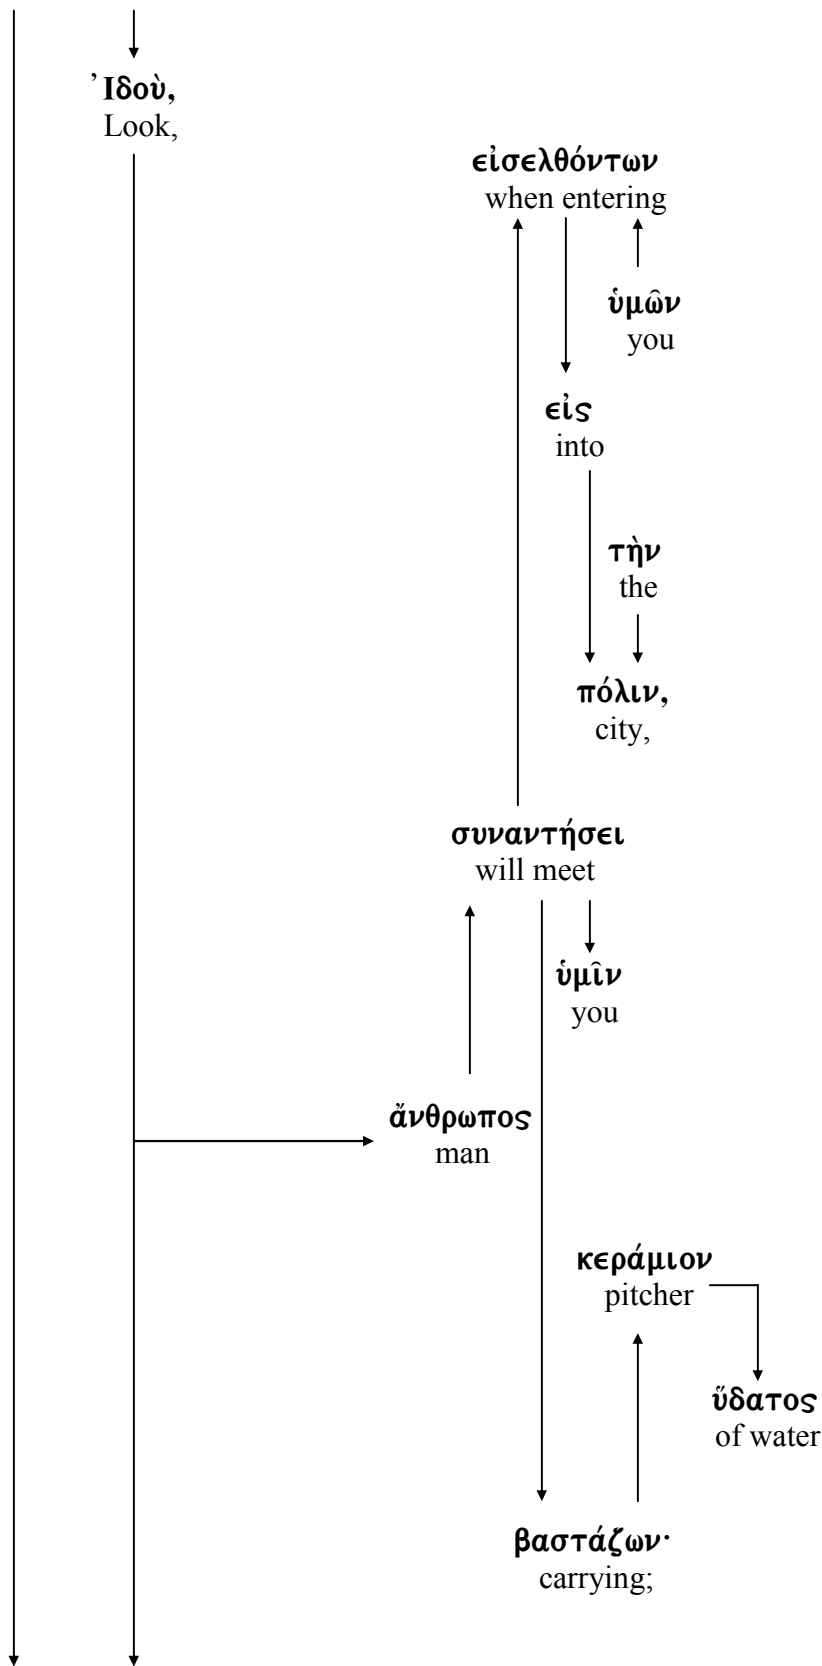 Ἰδοὺ,
Look,
εἰσελθόντων
when entering
ὑμῶν
you
εἰς
into
τὴν
the
πόλιν,
city,
συναντήσει
will meet
ὑμῖν
you
ἄνθρωπος
man
κεράμιον
pitcher
ὕδατος
of water
βαστάζων·
carrying;